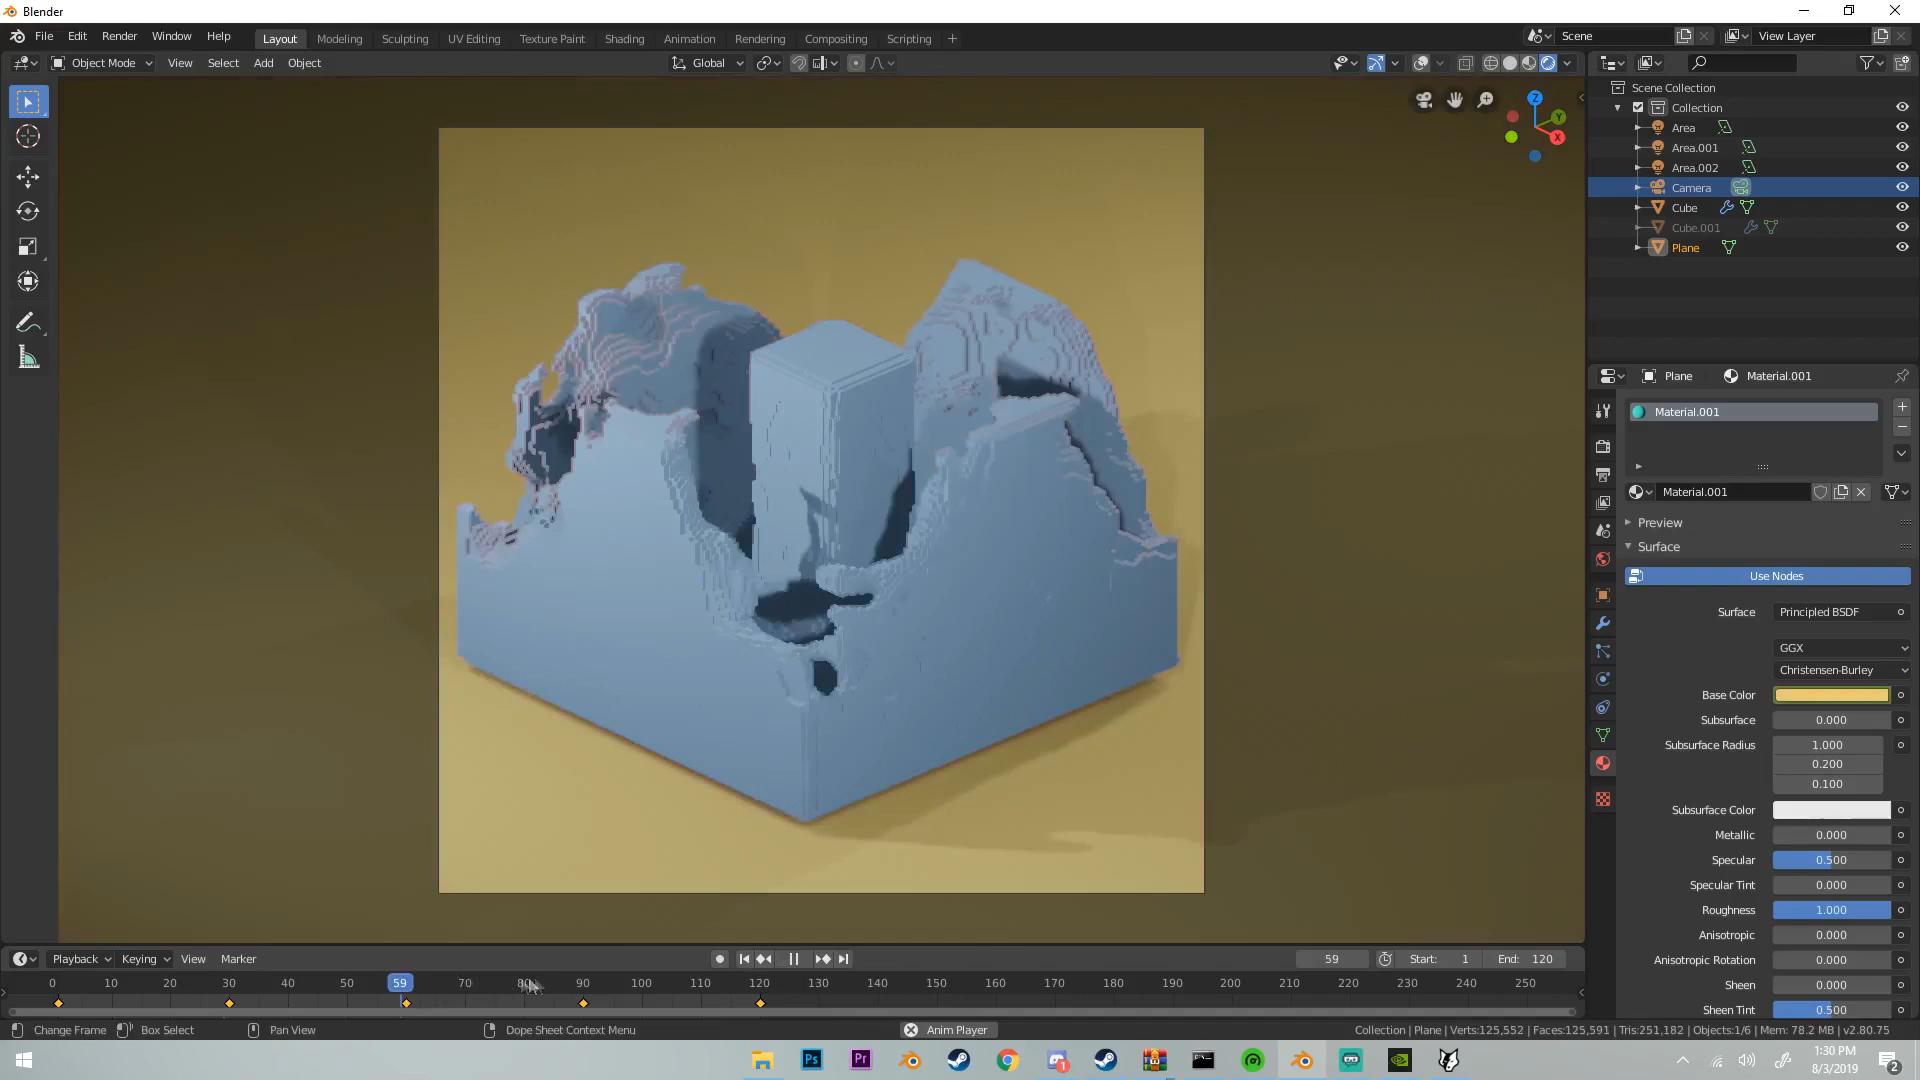 Blender
File Edit Render Window Help
Layout Modeling Sculpting UV Editing Texture Paint Shading Animation Rendering Compositing Scripting +
Scene
View Layer
Object Mode View Select Add Object
Global
Scene Collection
Collection
Area
Area.001
Area.002
Camera
Cube
Cube.001
Plane
Z
Y
X
Plane Material.001
Material.001
Material.001
Preview
Surface
Use Nodes
Surface Principled BSDF
GGX
Christensen-Burley
Base Color
Subsurface 0.000
Subsurface Radius 1.000
0.200
0.100
Subsurface Color
Metallic 0.000
Specular 0.500
Specular Tint 0.000
Roughness 1.000
Anisotropic 0.000
Anisotropic Rotation 0.000
Sheen 0.000
Sheen Tint 0.500
Playback Keying View Marker
59 Start: 1 End: 120
0 10 20 30 40 50 59 70 80 90 100 110 120 130 140 150 160 170 180 190 200 210 220 230 240 250
Change Frame Box Select Pan View Dope Sheet Context Menu Anim Player
Collection | Plane | Verts:125,552 | Faces:125,591 | Tris:251,182 | Objects:1/6 | Mem: 78.2 MB | v2.80.75
Ps Pr 1
1:30 PM
8/3/2019
2